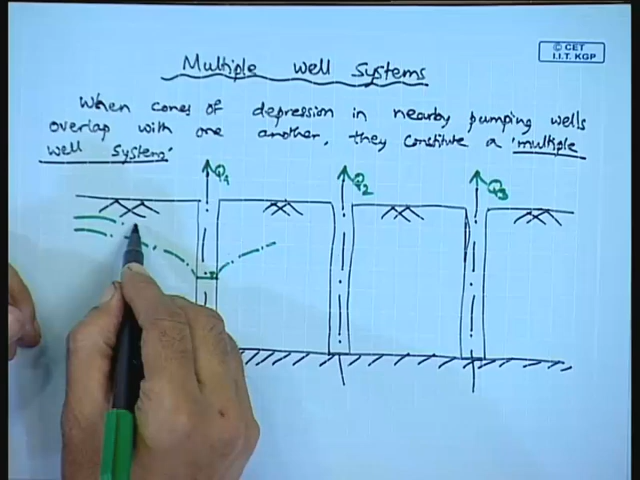 © CET
I.I.T. KGP
Multiple well Systems
When cones of depression in nearby pumping wells
overlap with one another, they constitute a 'multiple
well system'
Q1
Q2
Q3